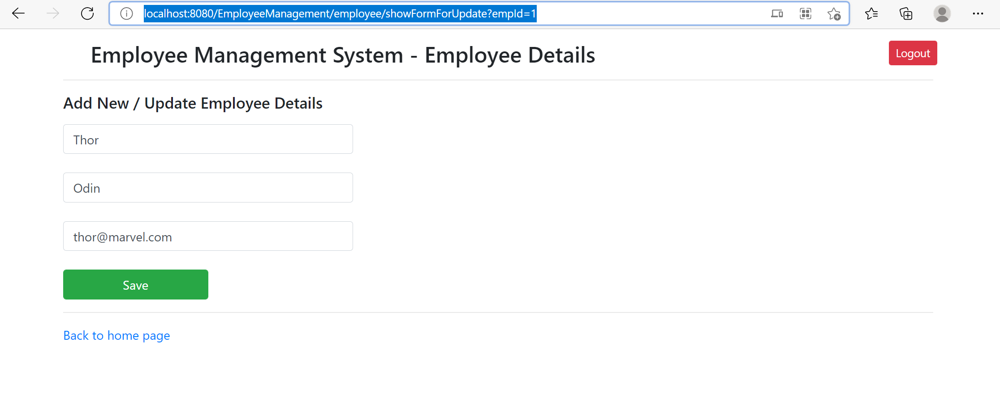 localhost:8080/EmployeeManagement/employee/showFormForUpdate?empId=1
Employee Management System - Employee Details
Logout
Add New / Update Employee Details
Thor
Odin
thor@marvel.com
Save
Back to home page